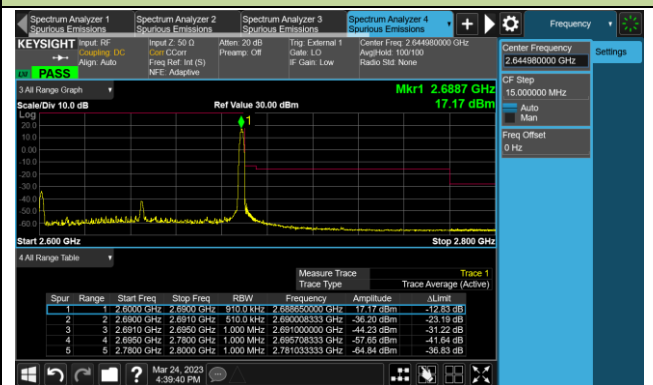 Spectrum Analyzer 1 Spectrum Analyzer 2 Spectrum Analyzer 3 Spectrum Analyzer 4 Frequency
Spurious Emissions Spurious Emissions Spurious Emissions Spurious Emissions
KEYSIGHT Input: RF Input Z: 50 Ω Atten: 20 dB Trig: External 1 Center Freq: 2.644980000 GHz
Coupling: DC Corr CCorr Preamp: Off Gate: LO Avg|Hold: 100/100
Align: Auto Freq Ref: Int (S) IF Gain: Low Radio Std: None
PASS NFE: Adaptive
Center Frequency Settings
2.644980000 GHz
CF Step
15.000000 MHz
Auto
Man
Freq Offset
0 Hz
3 All Range Graph Mkr1 2.6887 GHz
Scale/Div 10.0 dB Ref Value 30.00 dBm 17.17 dBm
Log
1
20.0
10.0
0.00
-10.0
-20.0
-30.0
-40.0
-50.0
-60.0
Start 2.600 GHz Stop 2.800 GHz
4 All Range Table
Measure Trace Trace 1
Trace Type Trace Average (Active)
Spur Range Start Freq Stop Freq RBW Frequency Amplitude ΔLimit
1 1 2.6000 GHz 2.6900 GHz 910.0 kHz 2.688650000 GHz 17.17 dBm -12.83 dB
2 2 2.6900 GHz 2.6910 GHz 510.0 kHz 2.690008333 GHz -36.20 dBm -23.19 dB
3 3 2.6910 GHz 2.6950 GHz 1.000 MHz 2.691000000 GHz -44.23 dBm -31.22 dB
4 4 2.6950 GHz 2.7800 GHz 1.000 MHz 2.695708333 GHz -57.65 dBm -41.64 dB
5 5 2.7800 GHz 2.8000 GHz 1.000 MHz 2.781033333 GHz -64.84 dBm -36.83 dB
Mar 24, 2023
4:39:40 PM